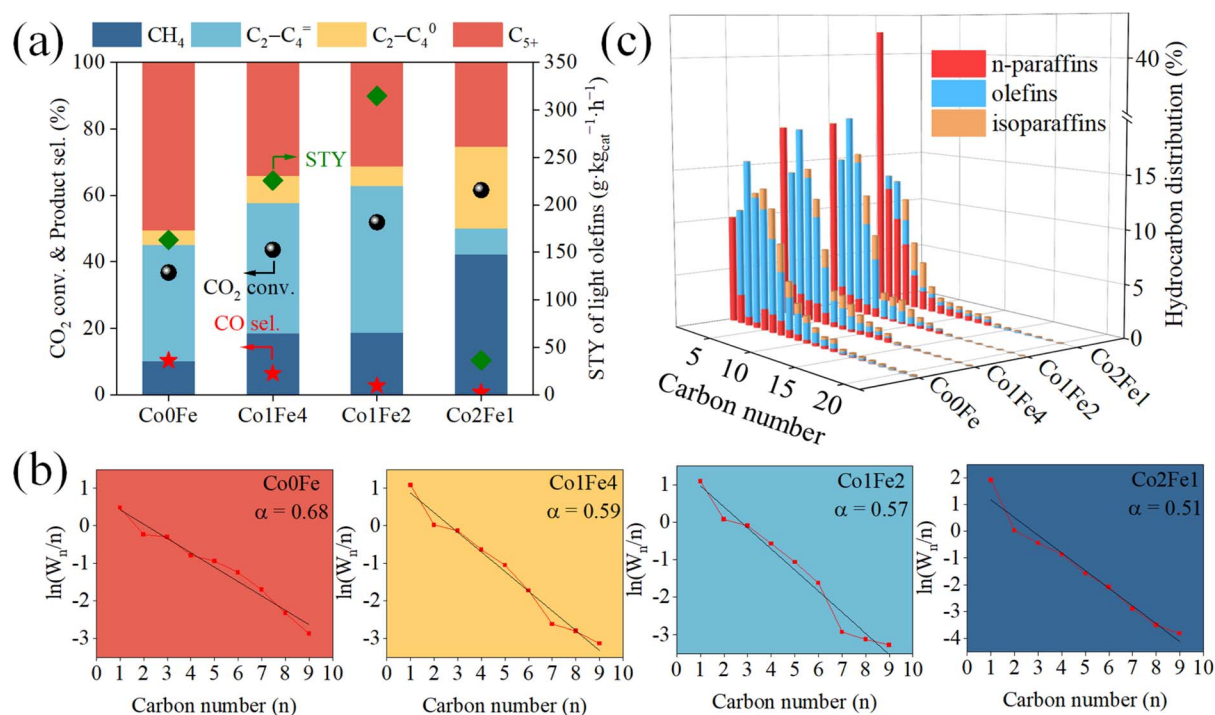 (a)
CH4
C2–C4=
C2–C40
C5+
CO2 conv. & Product sel. (%)
100
80
60
40
20
0
STY
CO2 conv.
CO sel.
350
300
250
200
150
100
50
0
STY of light olefins (g·kgcat−1·h−1)
Co0Fe
Co1Fe4
Co1Fe2
Co2Fe1
(c)
n-paraffins
olefins
isoparaffins
40
15
10
5
0
Hydrocarbon distribution (%)
5
10
15
20
Carbon number
Co0Fe
Co1Fe4
Co1Fe2
Co2Fe1
(b)
Co0Fe
α = 0.68
ln(Wn/n)
1
0
-1
-2
-3
0 1 2 3 4 5 6 7 8 9 10
Carbon number (n)
Co1Fe4
α = 0.59
ln(Wn/n)
1
0
-1
-2
-3
0 1 2 3 4 5 6 7 8 9 10
Carbon number (n)
Co1Fe2
α = 0.57
ln(Wn/n)
1
0
-1
-2
-3
0 1 2 3 4 5 6 7 8 9 10
Carbon number (n)
Co2Fe1
α = 0.51
ln(Wn/n)
2
1
0
-1
-2
-3
-4
0 1 2 3 4 5 6 7 8 9 10
Carbon number (n)